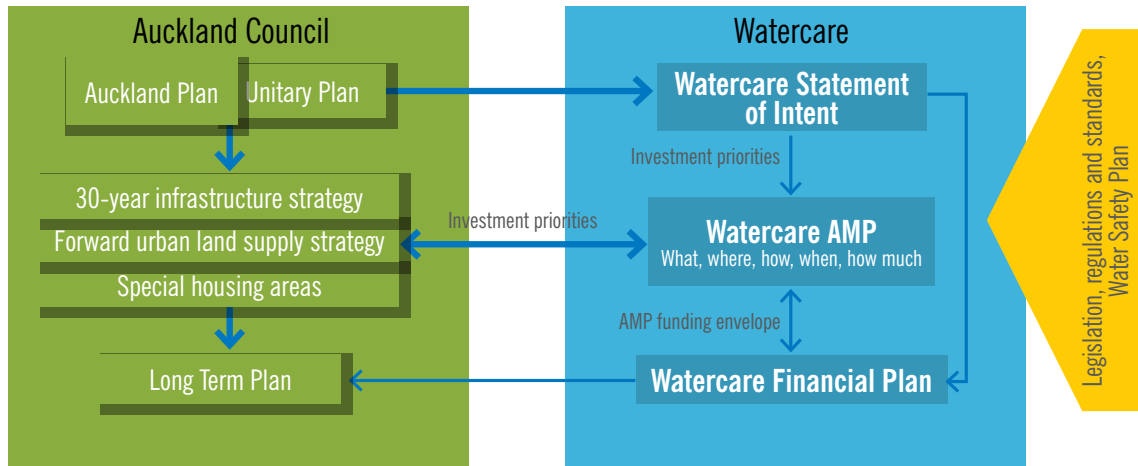 Auckland Council
Auckland Plan
Unitary Plan
30-year infrastructure strategy
Forward urban land supply strategy
Special housing areas
Long Term Plan
Investment priorities
Watercare
Watercare Statement
of Intent
Investment priorities
Watercare AMP
What, where, how, when, how much
AMP funding envelope
Watercare Financial Plan
Legislation, regulations and standards,
Water Safety Plan